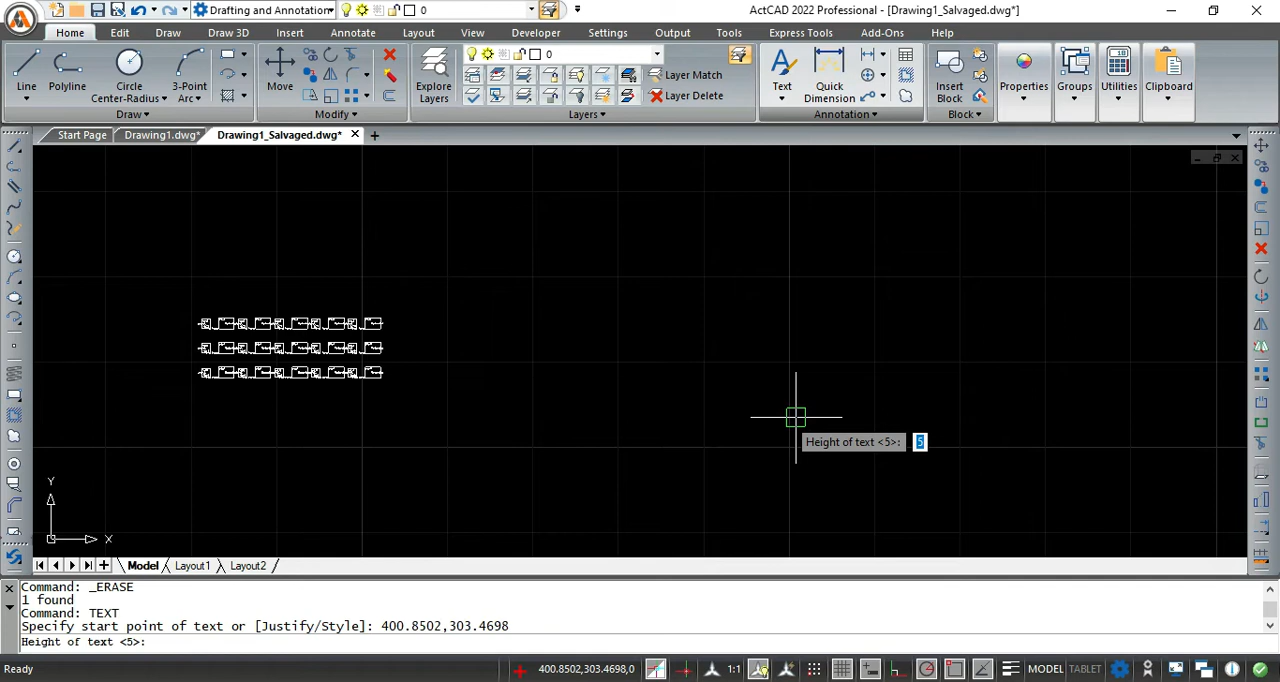 Drafting and Annotation
0
ActCAD 2022 Professional - [Drawing1_Salvaged.dwg*]
Home
Edit
Draw
Draw 3D
Insert
Annotate
Layout
View
Developer
Settings
Output
Tools
Express Tools
Add-Ons
Help
Line
Polyline
Circle
Center-Radius
3-Point
Arc
Draw
Move
Modify
Explore
Layers
0
Layer Match
Layer Delete
Layers
Text
Quick
Dimension
Annotation
Insert
Block
Block
Properties
Groups
Utilities
Clipboard
Start Page
Drawing1.dwg*
Drawing1_Salvaged.dwg*
Height of text <5>: 5
Y
X
Model
Layout1
Layout2
Command: _ERASE
1 found
Command: TEXT
Specify start point of text or [Justify/Style]: 400.8502,303.4698
Height of text <5>:
Ready
400.8502,303.4698,0
1:1
MODEL
TABLET